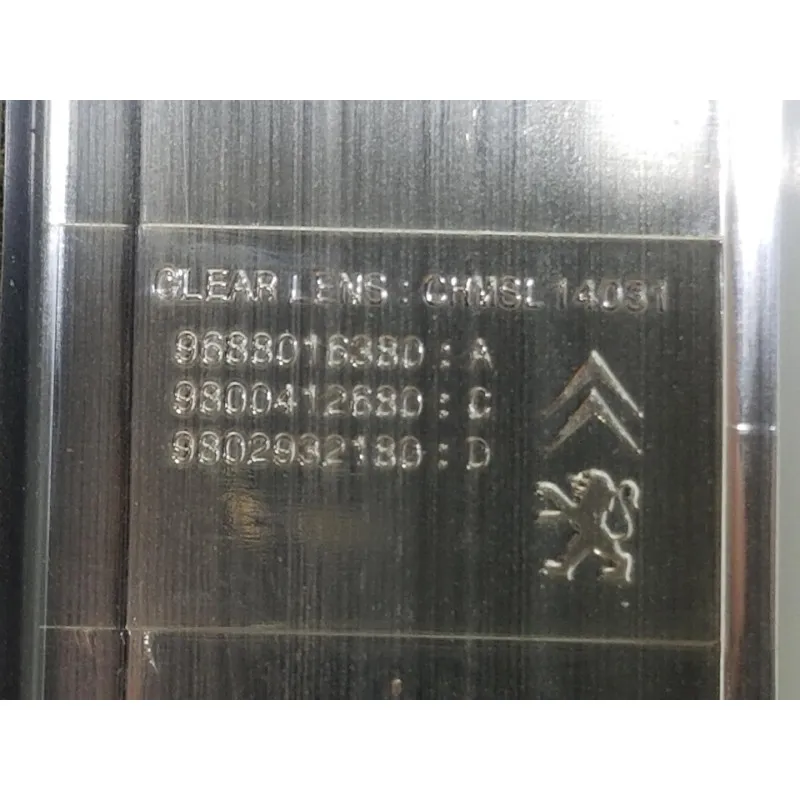 CLEAR LENS : CHMSL 14031
9688016380 : A
9800412680 : C
9802932180 : D